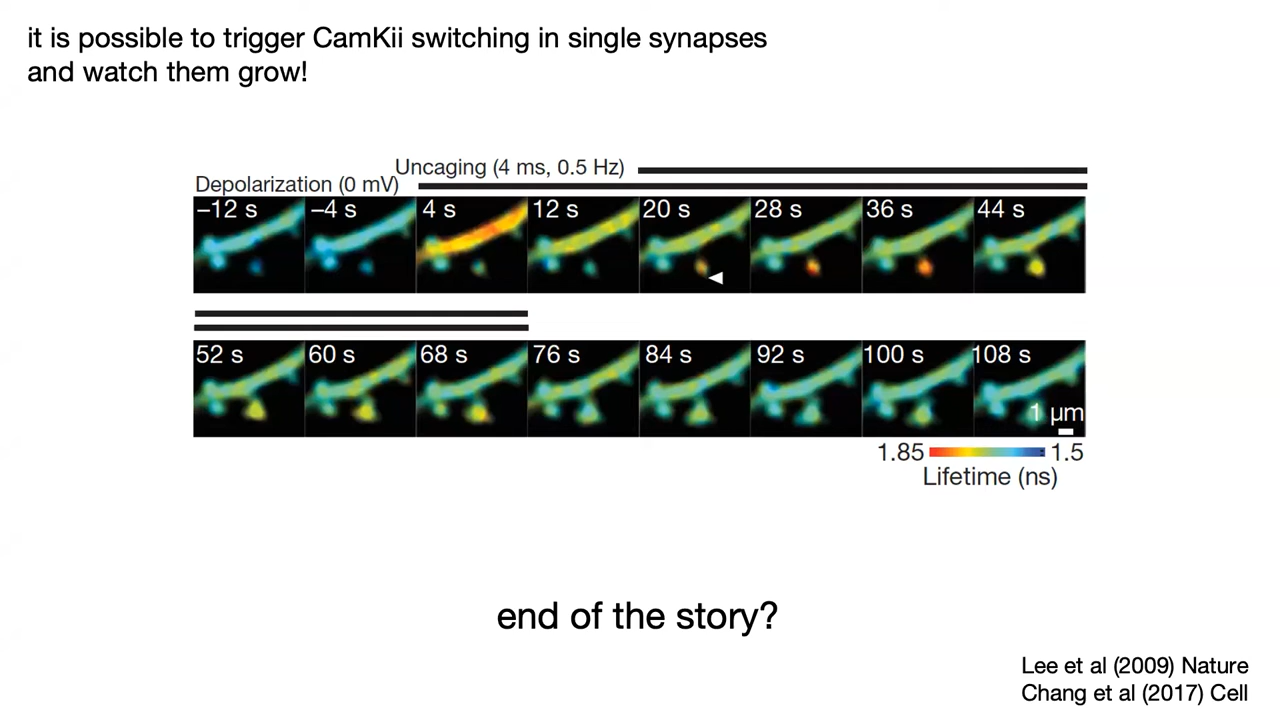 it is possible to trigger CamKii switching in single synapses
and watch them grow!
Uncaging (4 ms, 0.5 Hz)
Depolarization (0 mV)
–12 s
–4 s
4 s
12 s
20 s
28 s
36 s
44 s
52 s
60 s
68 s
76 s
84 s
92 s
100 s
108 s
1 μm
1.85
1.5
Lifetime (ns)
end of the story?
Lee et al (2009) Nature
Chang et al (2017) Cell